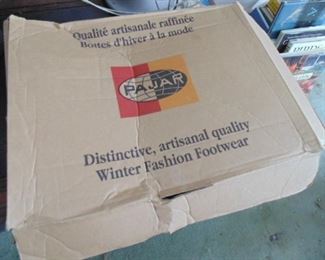 Qualité artisanale raffinée
Bottes d'hiver à la mode
PAJAR
Distinctive, artisanal quality
Winter Fashion Footwear